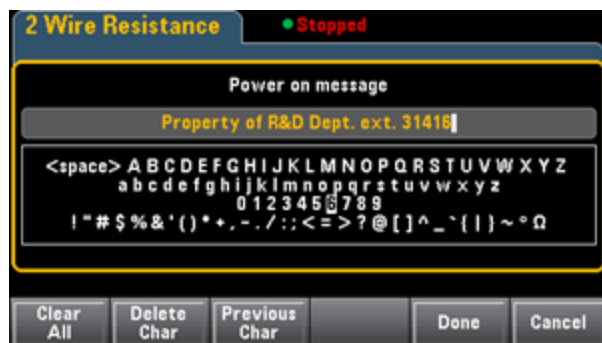 2 Wire Resistance
Stopped
Power on message
Property of R&D Dept. ext. 31416
<space> A B C D E F G H I J K L M N O P Q R S T U V W X Y Z
a b c d e f g h i j k l m n o p q r s t u v w x y z
0 1 2 3 4 5 6 7 8 9
! " # $ % & ' ( ) * + , - . / : ; < = > ? @ [ ] ^ _ ` { | } ~ ° Ω
Clear All
Delete Char
Previous Char
Done
Cancel